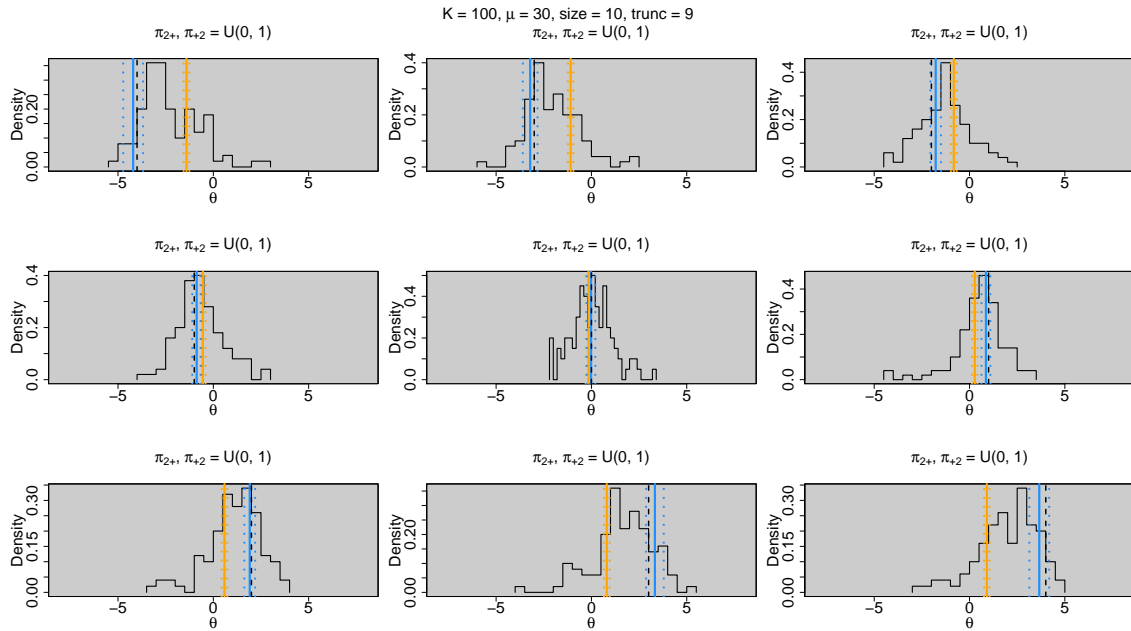 K = 100, μ = 30, size = 10, trunc = 9
π₂₊, π₊₂ = U(0, 1)
π₂₊, π₊₂ = U(0, 1)
π₂₊, π₊₂ = U(0, 1)
Density
0.00
0.20
−5
0
5
θ
Density
0.0
0.2
0.4
−5
0
5
θ
Density
0.0
0.2
0.4
−5
0
5
θ
π₂₊, π₊₂ = U(0, 1)
π₂₊, π₊₂ = U(0, 1)
π₂₊, π₊₂ = U(0, 1)
Density
0.0
0.2
0.4
−5
0
5
θ
Density
0.0
0.2
0.4
−5
0
5
θ
Density
0.0
0.2
0.4
−5
0
5
θ
π₂₊, π₊₂ = U(0, 1)
π₂₊, π₊₂ = U(0, 1)
π₂₊, π₊₂ = U(0, 1)
Density
0.00
0.15
0.30
−5
0
5
θ
Density
0.00
0.20
−5
0
5
θ
Density
0.00
0.15
0.30
−5
0
5
θ